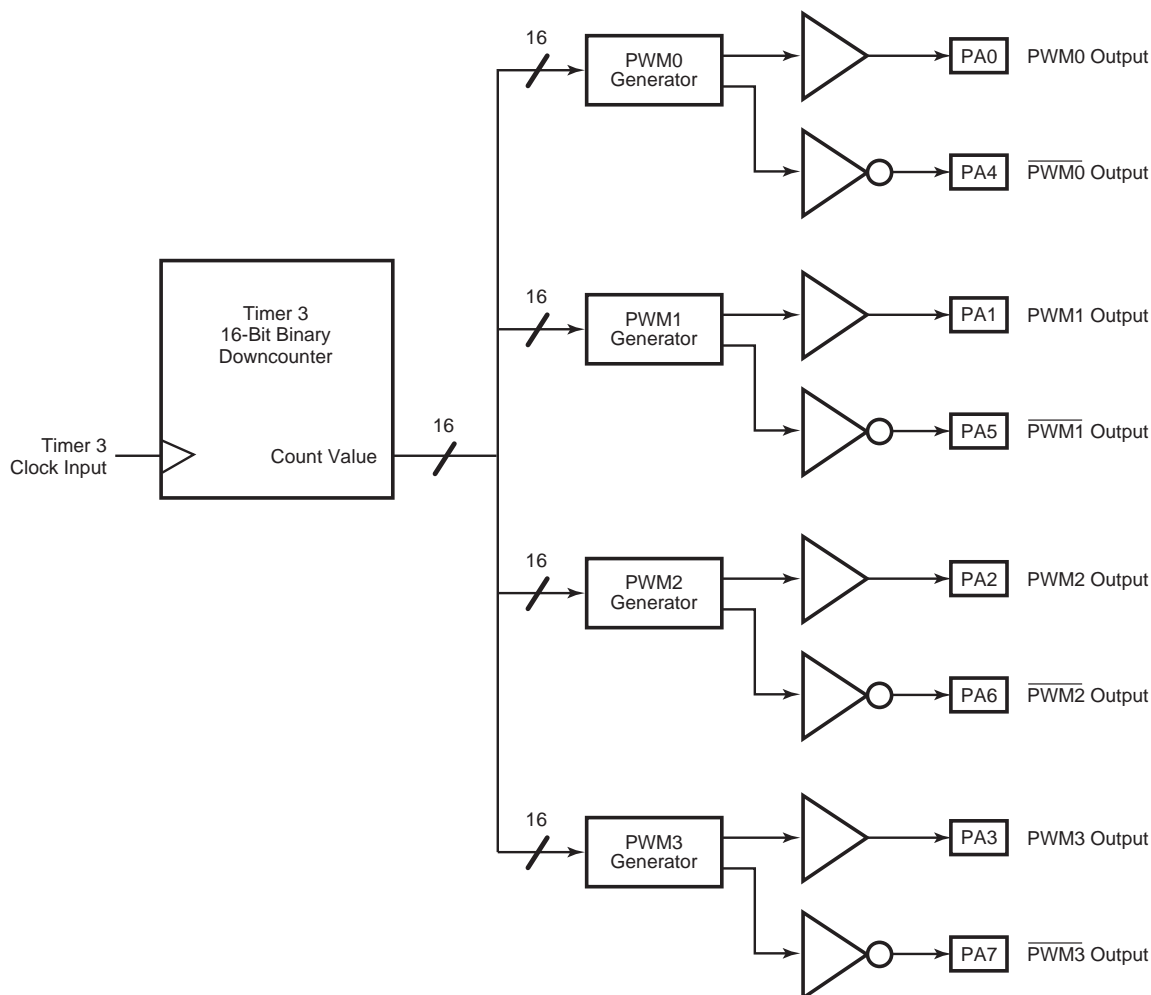 16
PWM0
Generator
PA0
PWM0 Output
PA4
PWM0 Output
Timer 3
16-Bit Binary
Downcounter
Count Value
Timer 3
Clock Input
16
16
PWM1
Generator
PA1
PWM1 Output
PA5
PWM1 Output
16
PWM2
Generator
PA2
PWM2 Output
PA6
PWM2 Output
16
PWM3
Generator
PA3
PWM3 Output
PA7
PWM3 Output